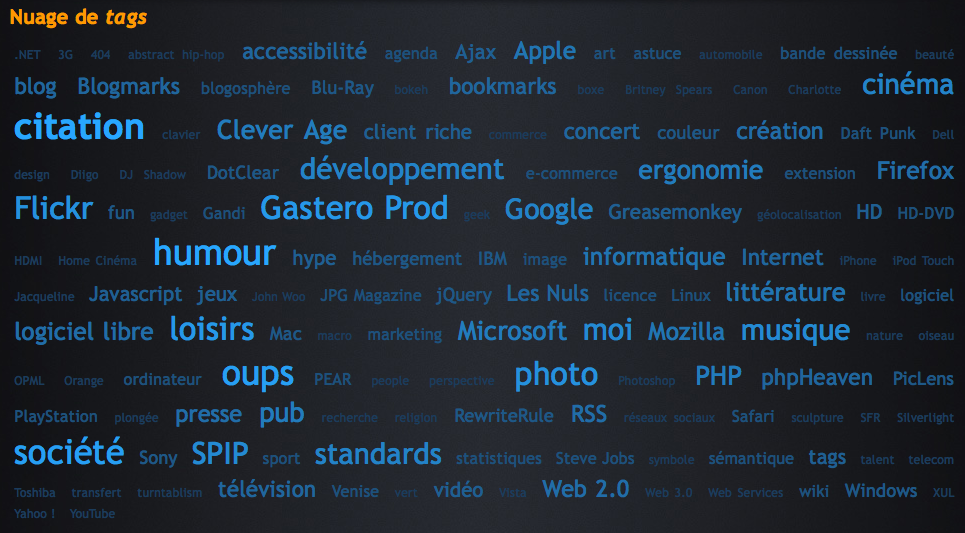 Nuage de tags
.NET 3G 404 abstract hip-hop accessibilité agenda Ajax Apple art astuce automobile bande dessinée beauté
blog Blogmarks blogosphère Blu-Ray bokeh bookmarks boxe Britney Spears Canon Charlotte cinéma
citation clavier Clever Age client riche commerce concert couleur création Daft Punk Dell
design Diigo DJ Shadow DotClear développement e-commerce ergonomie extension Firefox
Flickr fun gadget Gandi Gastero Prod geek Google Greasemonkey géolocalisation HD HD-DVD
HDMI Home Cinéma humour hype hébergement IBM image informatique Internet iPhone iPod Touch
Jacqueline Javascript jeux John Woo JPG Magazine jQuery Les Nuls licence Linux littérature livre logiciel
logiciel libre loisirs Mac macro marketing Microsoft moi Mozilla musique nature oiseau
OPML Orange ordinateur oups PEAR people perspective photo Photoshop PHP phpHeaven PicLens
PlayStation plongée presse pub recherche religion RewriteRule RSS réseaux sociaux Safari sculpture SFR Silverlight
société Sony SPIP sport standards statistiques Steve Jobs symbole sémantique tags talent telecom
Toshiba transfert turntablism télévision Venise vert vidéo Vista Web 2.0 Web 3.0 Web Services wiki Windows XUL
Yahoo ! YouTube